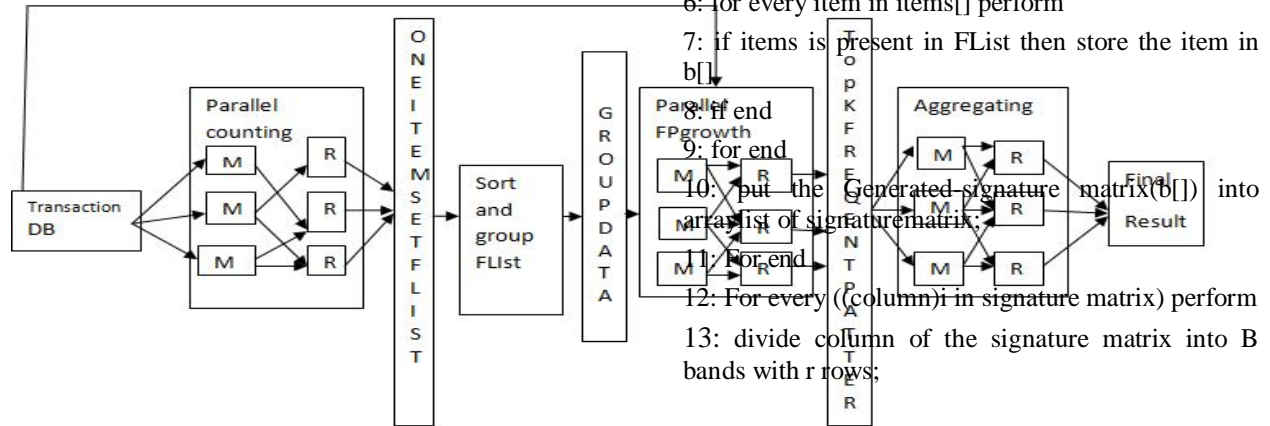 Transaction
DB
Parallel
counting
M
M
M
R
R
R
O
N
E
I
T
E
M
S
E
T
F
L
I
S
T
Sort
and
group
FLIst
G
R
O
U
P
D
A
T
A
Parallel
FPgrowth
M
M
M
R
R
R
T
o
p
K
F
R
E
Q
E
N
T
P
A
T
T
E
R
Aggregating
M
M
M
R
R
R
Final
Result
6: for every item in items[] perform
7: if items is present in FList then store the item in
b[]
8: if end
9: for end
10: put the Generated-signature matrix(b[]) into
arraylist of signaturematrix;
11: For end
12: For every ((column)i in signature matrix) perform
13: divide column of the signature matrix into B
bands with r rows;